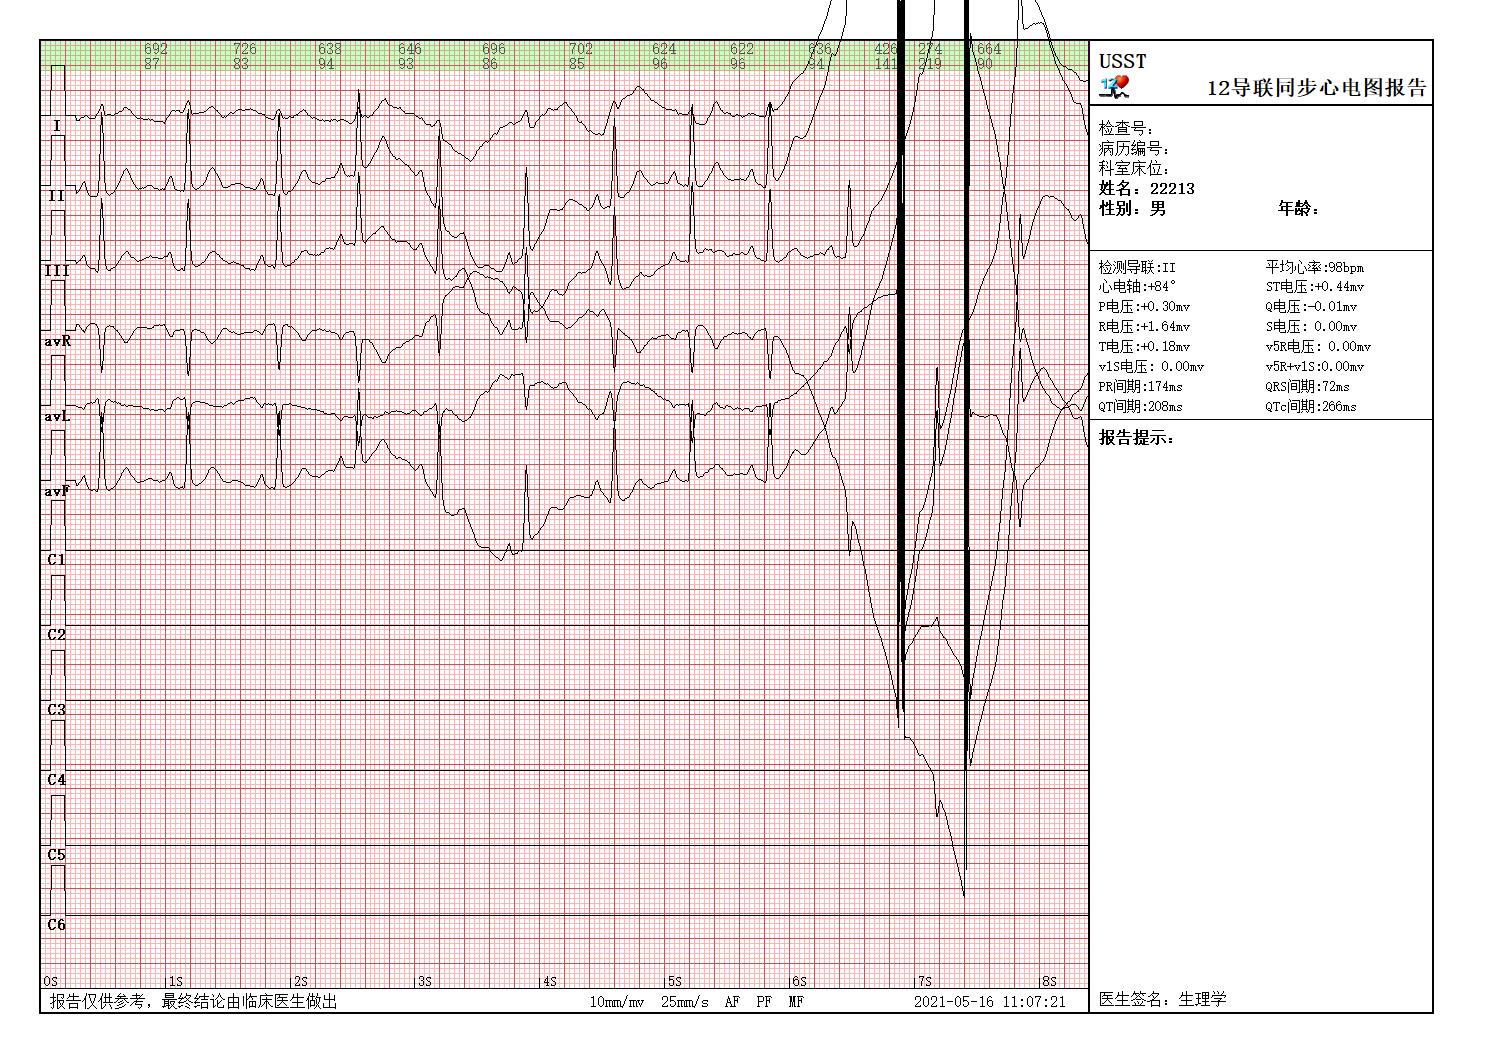 692 726 638 646 696 702 624 622 636 426 274 664
87 83 94 93 86 85 96 96 94 141 219 90
I
II
III
avR
avL
avF
C1
C2
C3
C4
C5
C6
0S 1S 2S 3S 4S 5S 6S 7S 8S
报告仅供参考，最终结论由临床医生做出 10mm/mv 25mm/s AF PF MF 2021-05-16 11:07:21
USST
12导联同步心电图报告
检查号：
病历编号：
科室床位：
姓名：22213
性别：男 年龄：
检测导联:II 平均心率:98bpm
心电轴:+84° ST电压:+0.44mv
P电压:+0.30mv Q电压:-0.01mv
R电压:+1.64mv S电压: 0.00mv
T电压:+0.18mv v5R电压: 0.00mv
v1S电压: 0.00mv v5R+v1S:0.00mv
PR间期:174ms QRS间期:72ms
QT间期:208ms QTc间期:266ms
报告提示：
医生签名：生理学